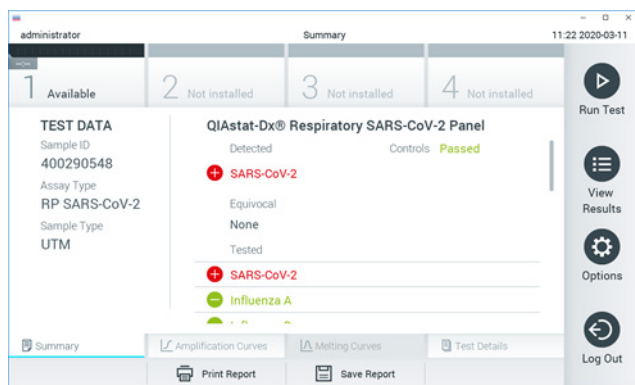 administrator Summary 11:22 2020-03-11
1 Available 2 Not installed 3 Not installed 4 Not installed
Run Test
TEST DATA
Sample ID
400290548
Assay Type
RP SARS-CoV-2
Sample Type
UTM
QIAstat-Dx® Respiratory SARS-CoV-2 Panel
Detected Controls Passed
SARS-CoV-2
Equivocal
None
Tested
SARS-CoV-2
Influenza A
View
Results
Options
Log Out
Summary Amplification Curves Melting Curves Test Details
Print Report Save Report